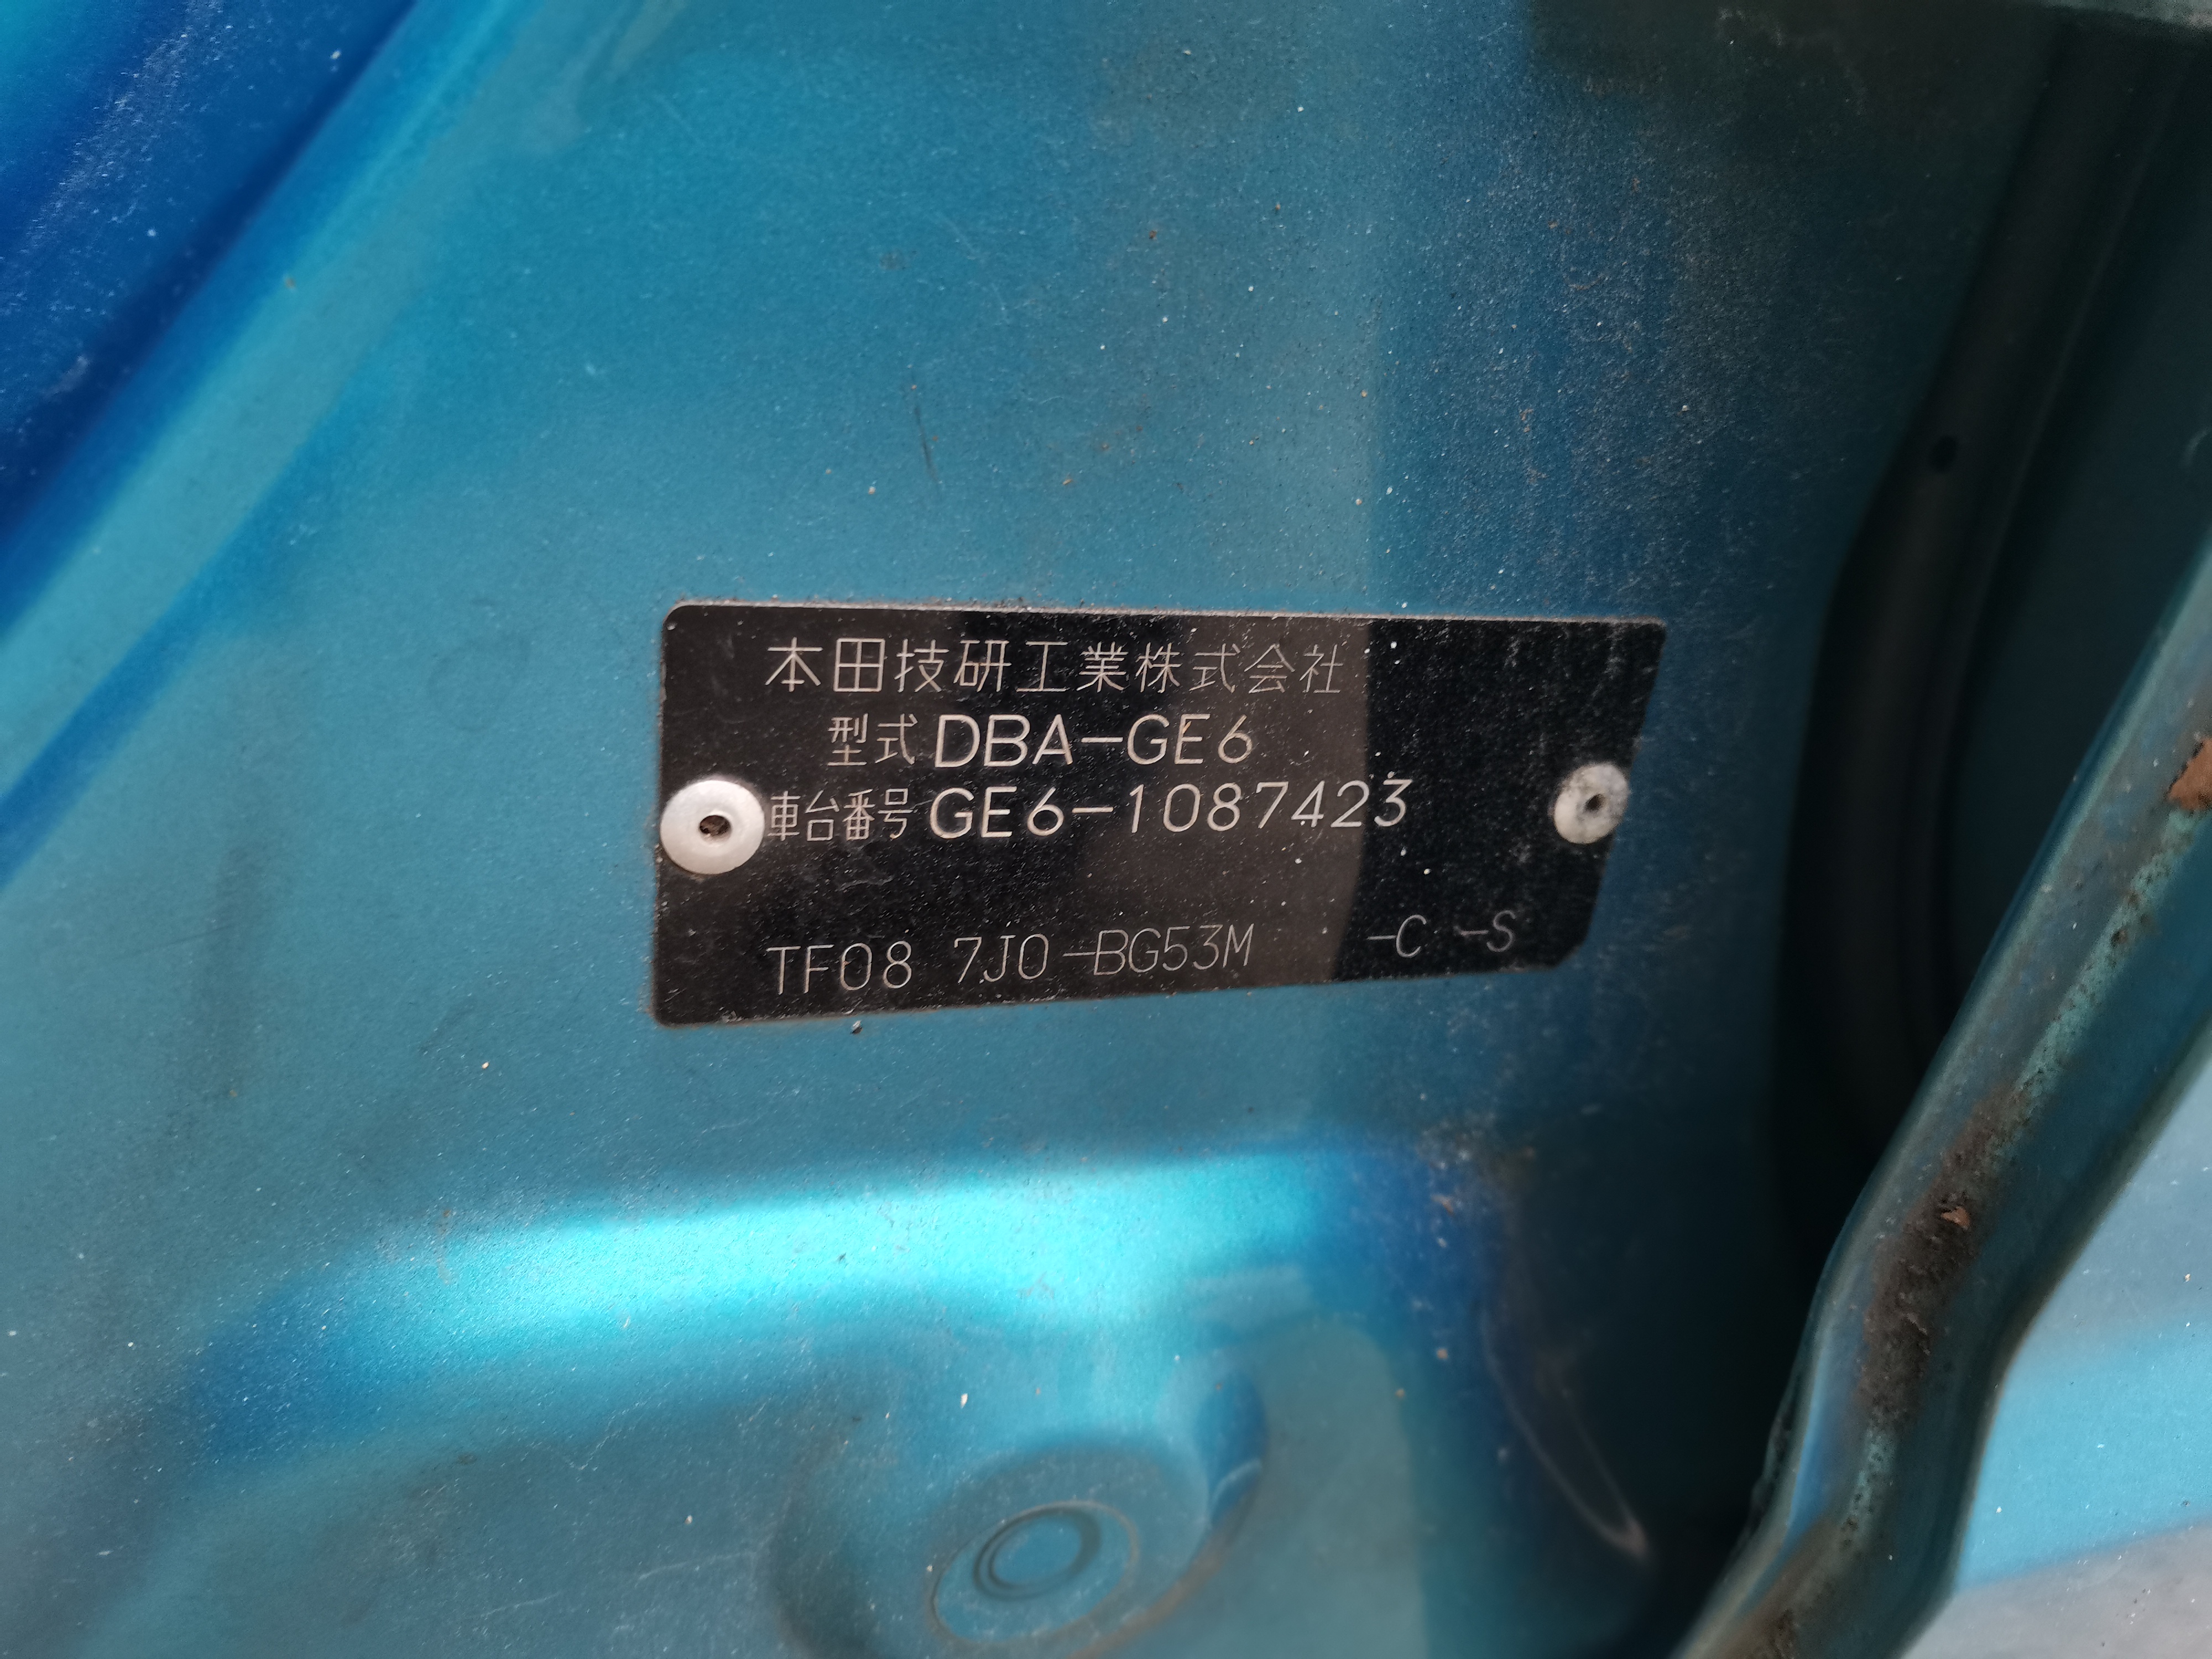 本田技研工業株式会社
型式 DBA-GE6
車台番号 GE6-1087423
TF08 7J0-BG53M -C -S